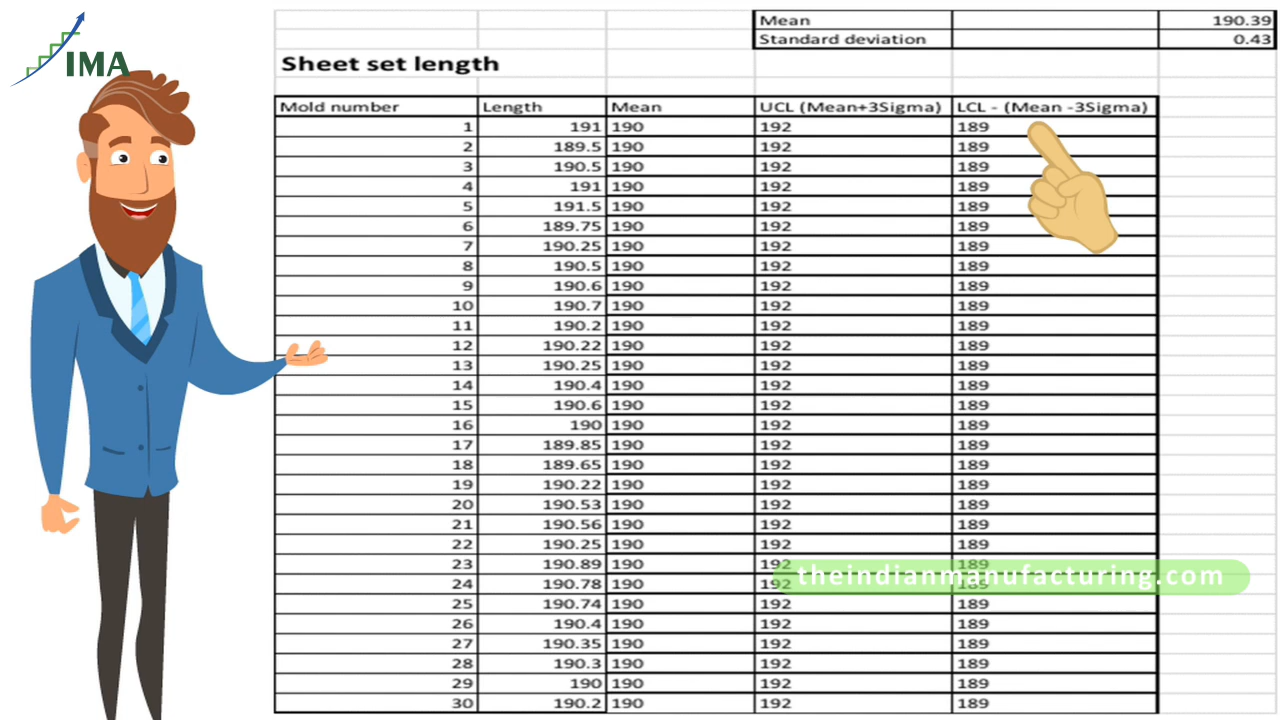 IMA
Mean 190.39
Standard deviation 0.43
Sheet set length
Mold number Length Mean UCL (Mean+3Sigma) LCL - (Mean -3Sigma)
1 191 190 192 189
2 189.5 190 192 189
3 190.5 190 192 189
4 191 190 192 189
5 191.5 190 192 189
6 189.75 190 192 189
7 190.25 190 192 189
8 190.5 190 192 189
9 190.6 190 192 189
10 190.7 190 192 189
11 190.2 190 192 189
12 190.22 190 192 189
13 190.25 190 192 189
14 190.4 190 192 189
15 190.6 190 192 189
16 190 190 192 189
17 189.85 190 192 189
18 189.65 190 192 189
19 190.22 190 192 189
20 190.53 190 192 189
21 190.56 190 192 189
22 190.25 190 192 189
23 190.89 190 192 189
theindianmanufacturing.com
24 190.78 190 192 189
25 190.74 190 192 189
26 190.4 190 192 189
27 190.35 190 192 189
28 190.3 190 192 189
29 190 190 192 189
30 190.2 190 192 189